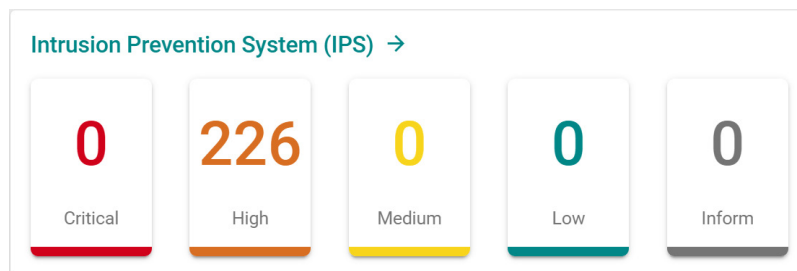 Intrusion Prevention System (IPS) →
0 226 0 0 0
Critical High Medium Low Inform